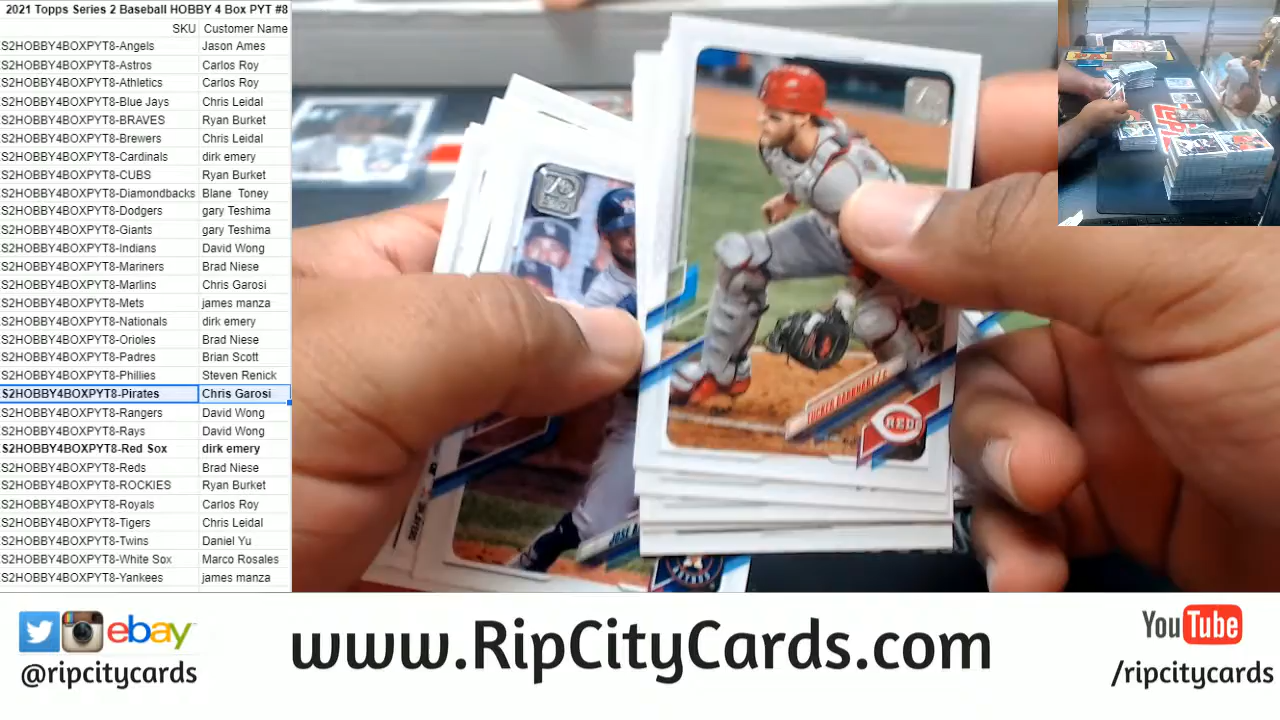 2021 Topps Series 2 Baseball HOBBY 4 Box PYT #8
SKU Customer Name
S2HOBBY4BOXPYT8-Angels Jason Ames
S2HOBBY4BOXPYT8-Astros Carlos Roy
S2HOBBY4BOXPYT8-Athletics Carlos Roy
S2HOBBY4BOXPYT8-Blue Jays Chris Leidal
S2HOBBY4BOXPYT8-BRAVES Ryan Burket
S2HOBBY4BOXPYT8-Brewers Chris Leidal
S2HOBBY4BOXPYT8-Cardinals dirk emery
S2HOBBY4BOXPYT8-CUBS Ryan Burket
S2HOBBY4BOXPYT8-Diamondbacks Blane Toney
S2HOBBY4BOXPYT8-Dodgers gary Teshima
S2HOBBY4BOXPYT8-Giants gary Teshima
S2HOBBY4BOXPYT8-Indians David Wong
S2HOBBY4BOXPYT8-Mariners Brad Niese
S2HOBBY4BOXPYT8-Marlins Chris Garosi
S2HOBBY4BOXPYT8-Mets james manza
S2HOBBY4BOXPYT8-Nationals dirk emery
S2HOBBY4BOXPYT8-Orioles Brad Niese
S2HOBBY4BOXPYT8-Padres Brian Scott
S2HOBBY4BOXPYT8-Phillies Steven Renick
S2HOBBY4BOXPYT8-Pirates Chris Garosi
S2HOBBY4BOXPYT8-Rangers David Wong
S2HOBBY4BOXPYT8-Rays David Wong
S2HOBBY4BOXPYT8-Red Sox dirk emery
S2HOBBY4BOXPYT8-Reds Brad Niese
S2HOBBY4BOXPYT8-ROCKIES Ryan Burket
S2HOBBY4BOXPYT8-Royals Carlos Roy
S2HOBBY4BOXPYT8-Tigers Chris Leidal
S2HOBBY4BOXPYT8-Twins Daniel Yu
S2HOBBY4BOXPYT8-White Sox Marco Rosales
S2HOBBY4BOXPYT8-Yankees james manza
TUCKER BARNHART / C
REDS
JOSE
ASTROS
ebay
@ripcitycards
www.RipCityCards.com
YouTube
/ripcitycards